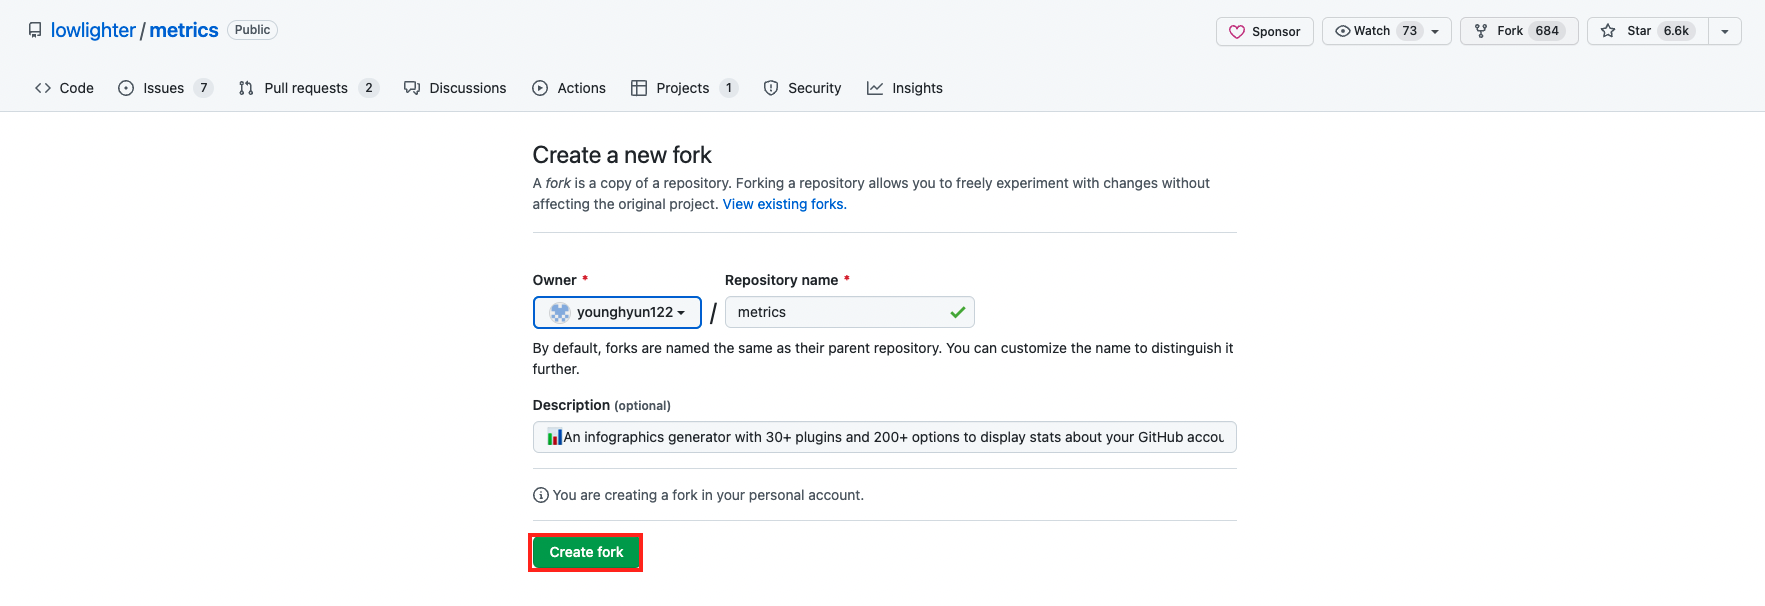 lowlighter / metrics Public
Sponsor Watch 73 Fork 684 Star 6.6k
Code Issues 7 Pull requests 2 Discussions Actions Projects 1 Security Insights
Create a new fork
A fork is a copy of a repository. Forking a repository allows you to freely experiment with changes without
affecting the original project. View existing forks.
Owner * Repository name *
younghyun122 / metrics
By default, forks are named the same as their parent repository. You can customize the name to distinguish it
further.
Description (optional)
An infographics generator with 30+ plugins and 200+ options to display stats about your GitHub accou
You are creating a fork in your personal account.
Create fork